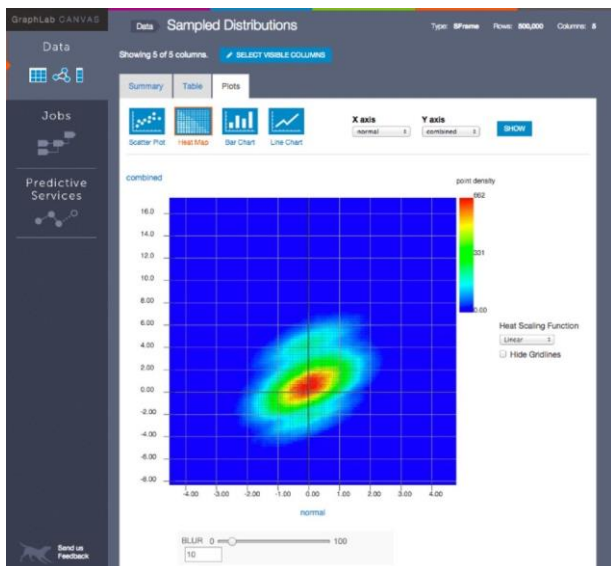 GraphLab CANVAS
Data
Jobs
Predictive
Services
Send us
Feedback
Data Sampled Distributions
Type: SFrame Rows: 500,000 Columns: 5
Showing 5 of 5 columns. SELECT VISIBLE COLUMNS
Summary Table Plots
Scatter Plot Heat Map Bar Chart Line Chart
X axis Y axis
normal combined SHOW
combined
point density
662
331
0.00
16.0
14.0
12.0
10.0
8.00
6.00
4.00
2.00
0.00
-2.00
-4.00
-6.00
-8.00
-4.00 -3.00 -2.00 -1.00 0.00 1.00 2.00 3.00 4.00
normal
Heat Scaling Function
Linear
Hide Gridlines
BLUR 0 100
10